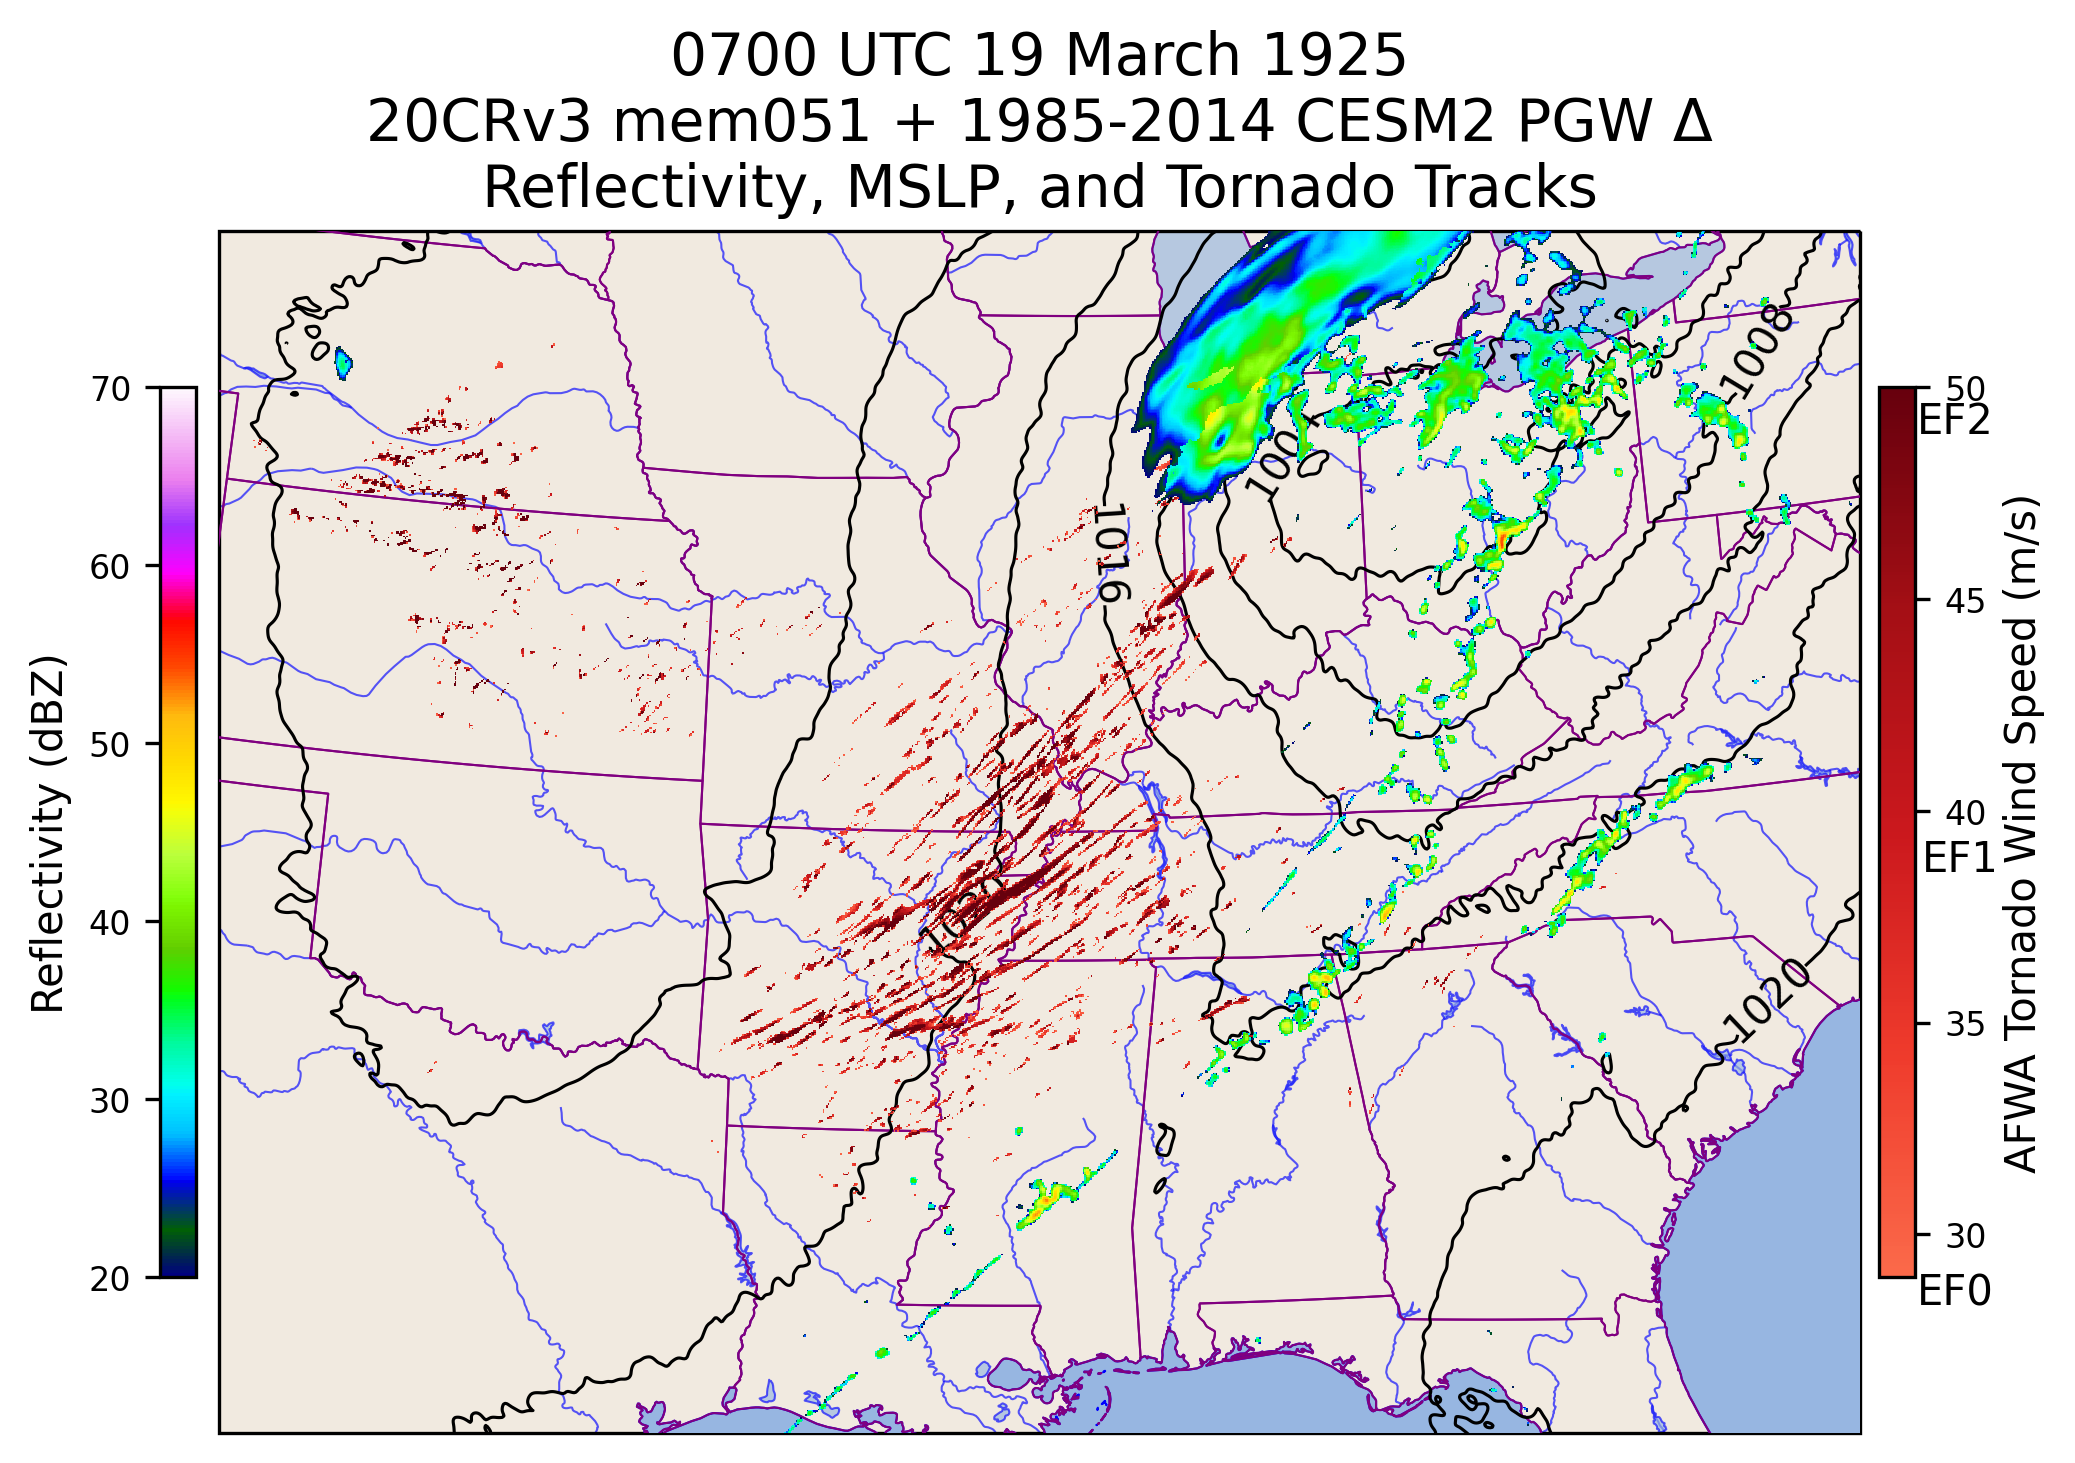 0700 UTC 19 March 1925
20CRv3 mem051 + 1985-2014 CESM2 PGW Δ
Reflectivity, MSLP, and Tornado Tracks
Reflectivity (dBZ)
70
60
50
40
30
20
1008
1004
1016
1020
1020
50
EF2
45
40
EF1
35
30
EF0
AFWA Tornado Wind Speed (m/s)